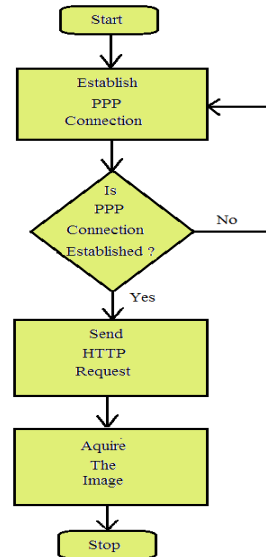 Start
Establish
PPP
Connection
Is
PPP
Connection
Established ?
No
Yes
Send
HTTP
Request
Aquire
The
Image
Stop